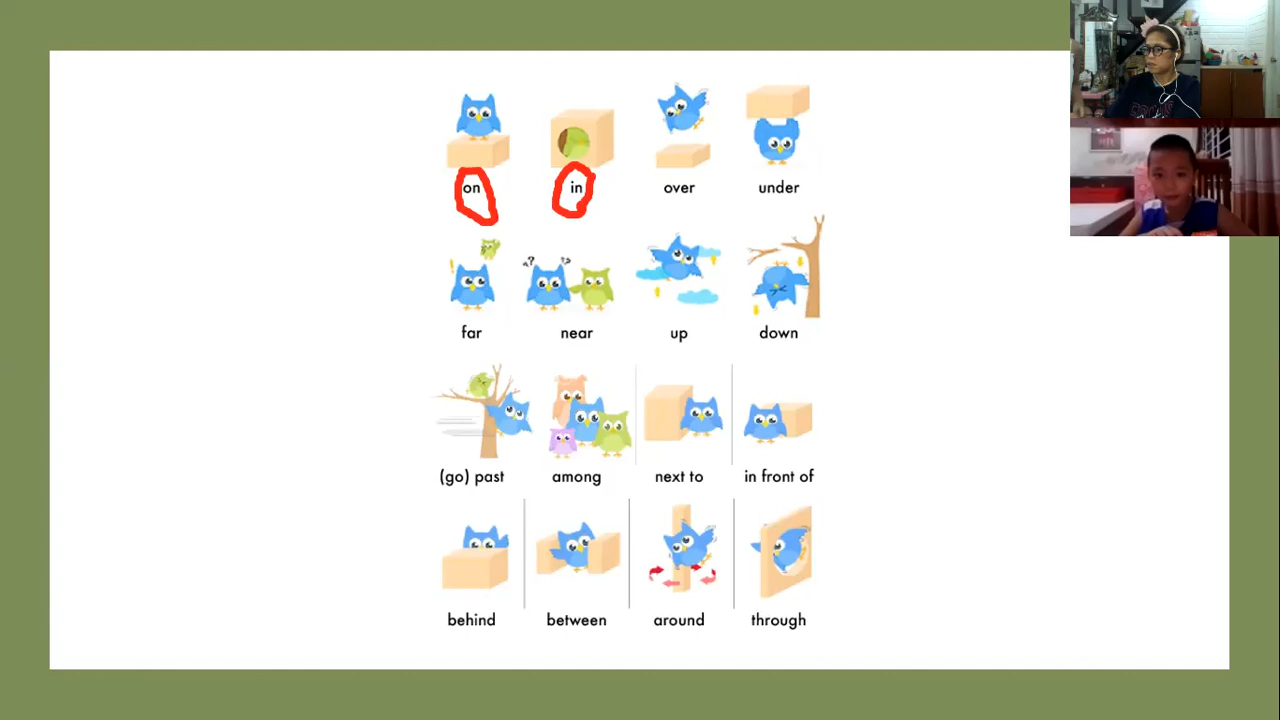 on in over under
far near up down
(go) past among next to in front of
behind between around through